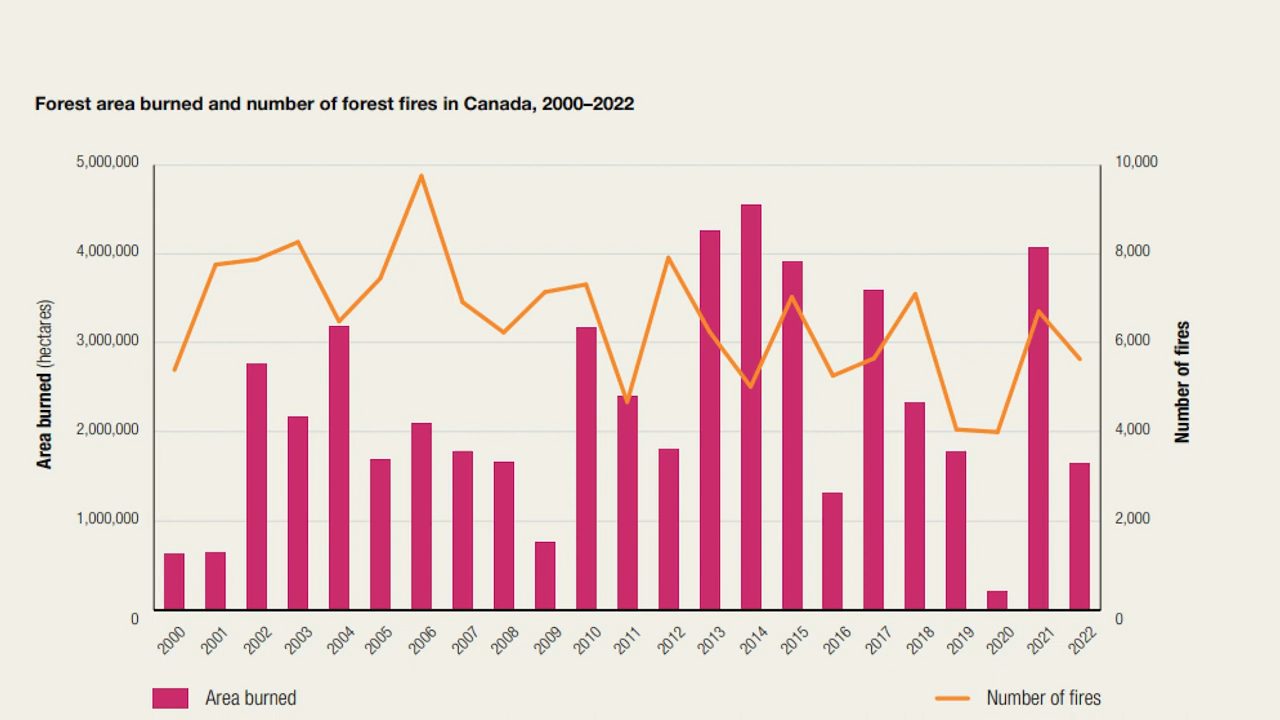 Forest area burned and number of forest fires in Canada, 2000–2022
5,000,000
4,000,000
3,000,000
2,000,000
1,000,000
0
Area burned (hectares)
10,000
8,000
6,000
4,000
2,000
0
Number of fires
2000 2001 2002 2003 2004 2005 2006 2007 2008 2009 2010 2011 2012 2013 2014 2015 2016 2017 2018 2019 2020 2021 2022
Area burned
Number of fires